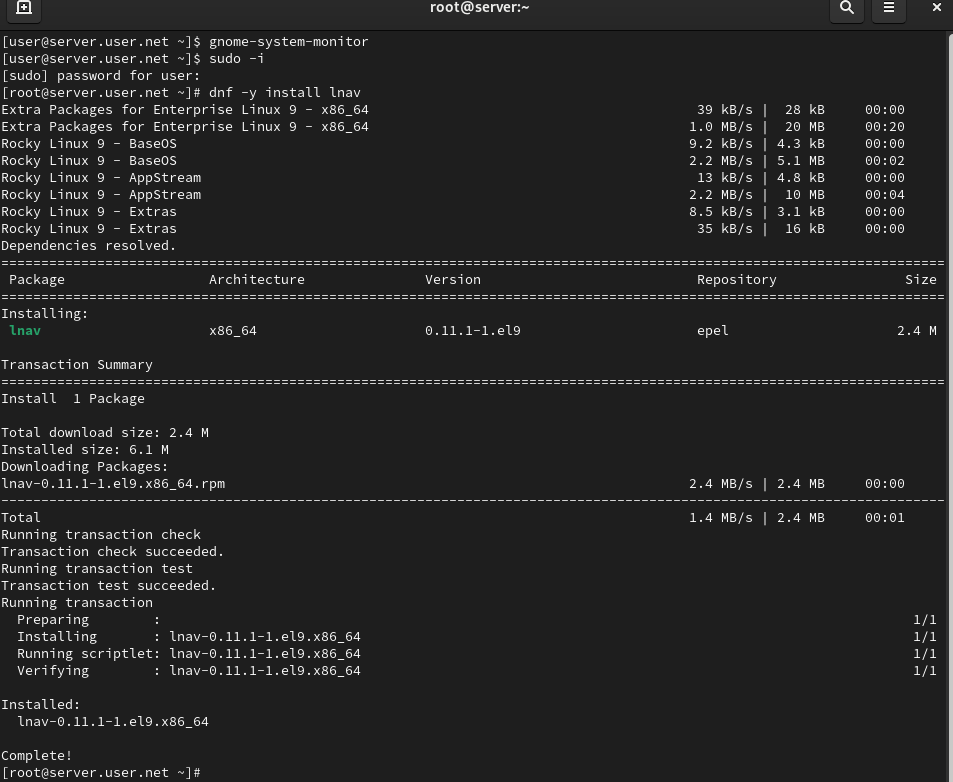 root@server:~
[user@server.user.net ~]$ gnome-system-monitor
[user@server.user.net ~]$ sudo -i
[sudo] password for user:
[root@server.user.net ~]# dnf -y install lnav
Extra Packages for Enterprise Linux 9 - x86_64                                        39 kB/s |  28 kB     00:00
Extra Packages for Enterprise Linux 9 - x86_64                                       1.0 MB/s |  20 MB     00:20
Rocky Linux 9 - BaseOS                                                               9.2 kB/s | 4.3 kB     00:00
Rocky Linux 9 - BaseOS                                                               2.2 MB/s | 5.1 MB     00:02
Rocky Linux 9 - AppStream                                                             13 kB/s | 4.8 kB     00:00
Rocky Linux 9 - AppStream                                                            2.2 MB/s |  10 MB     00:04
Rocky Linux 9 - Extras                                                               8.5 kB/s | 3.1 kB     00:00
Rocky Linux 9 - Extras                                                                35 kB/s |  16 kB     00:00
Dependencies resolved.
======================================================================================================================
 Package                  Architecture               Version                           Repository                Size
======================================================================================================================
Installing:
 lnav                     x86_64                     0.11.1-1.el9                      epel                     2.4 M

Transaction Summary
======================================================================================================================
Install  1 Package

Total download size: 2.4 M
Installed size: 6.1 M
Downloading Packages:
lnav-0.11.1-1.el9.x86_64.rpm                                                         2.4 MB/s | 2.4 MB     00:00
----------------------------------------------------------------------------------------------------------------------
Total                                                                                1.4 MB/s | 2.4 MB     00:01
Running transaction check
Transaction check succeeded.
Running transaction test
Transaction test succeeded.
Running transaction
  Preparing        :                                                                                              1/1
  Installing       : lnav-0.11.1-1.el9.x86_64                                                                     1/1
  Running scriptlet: lnav-0.11.1-1.el9.x86_64                                                                     1/1
  Verifying        : lnav-0.11.1-1.el9.x86_64                                                                     1/1

Installed:
  lnav-0.11.1-1.el9.x86_64

Complete!
[root@server.user.net ~]#